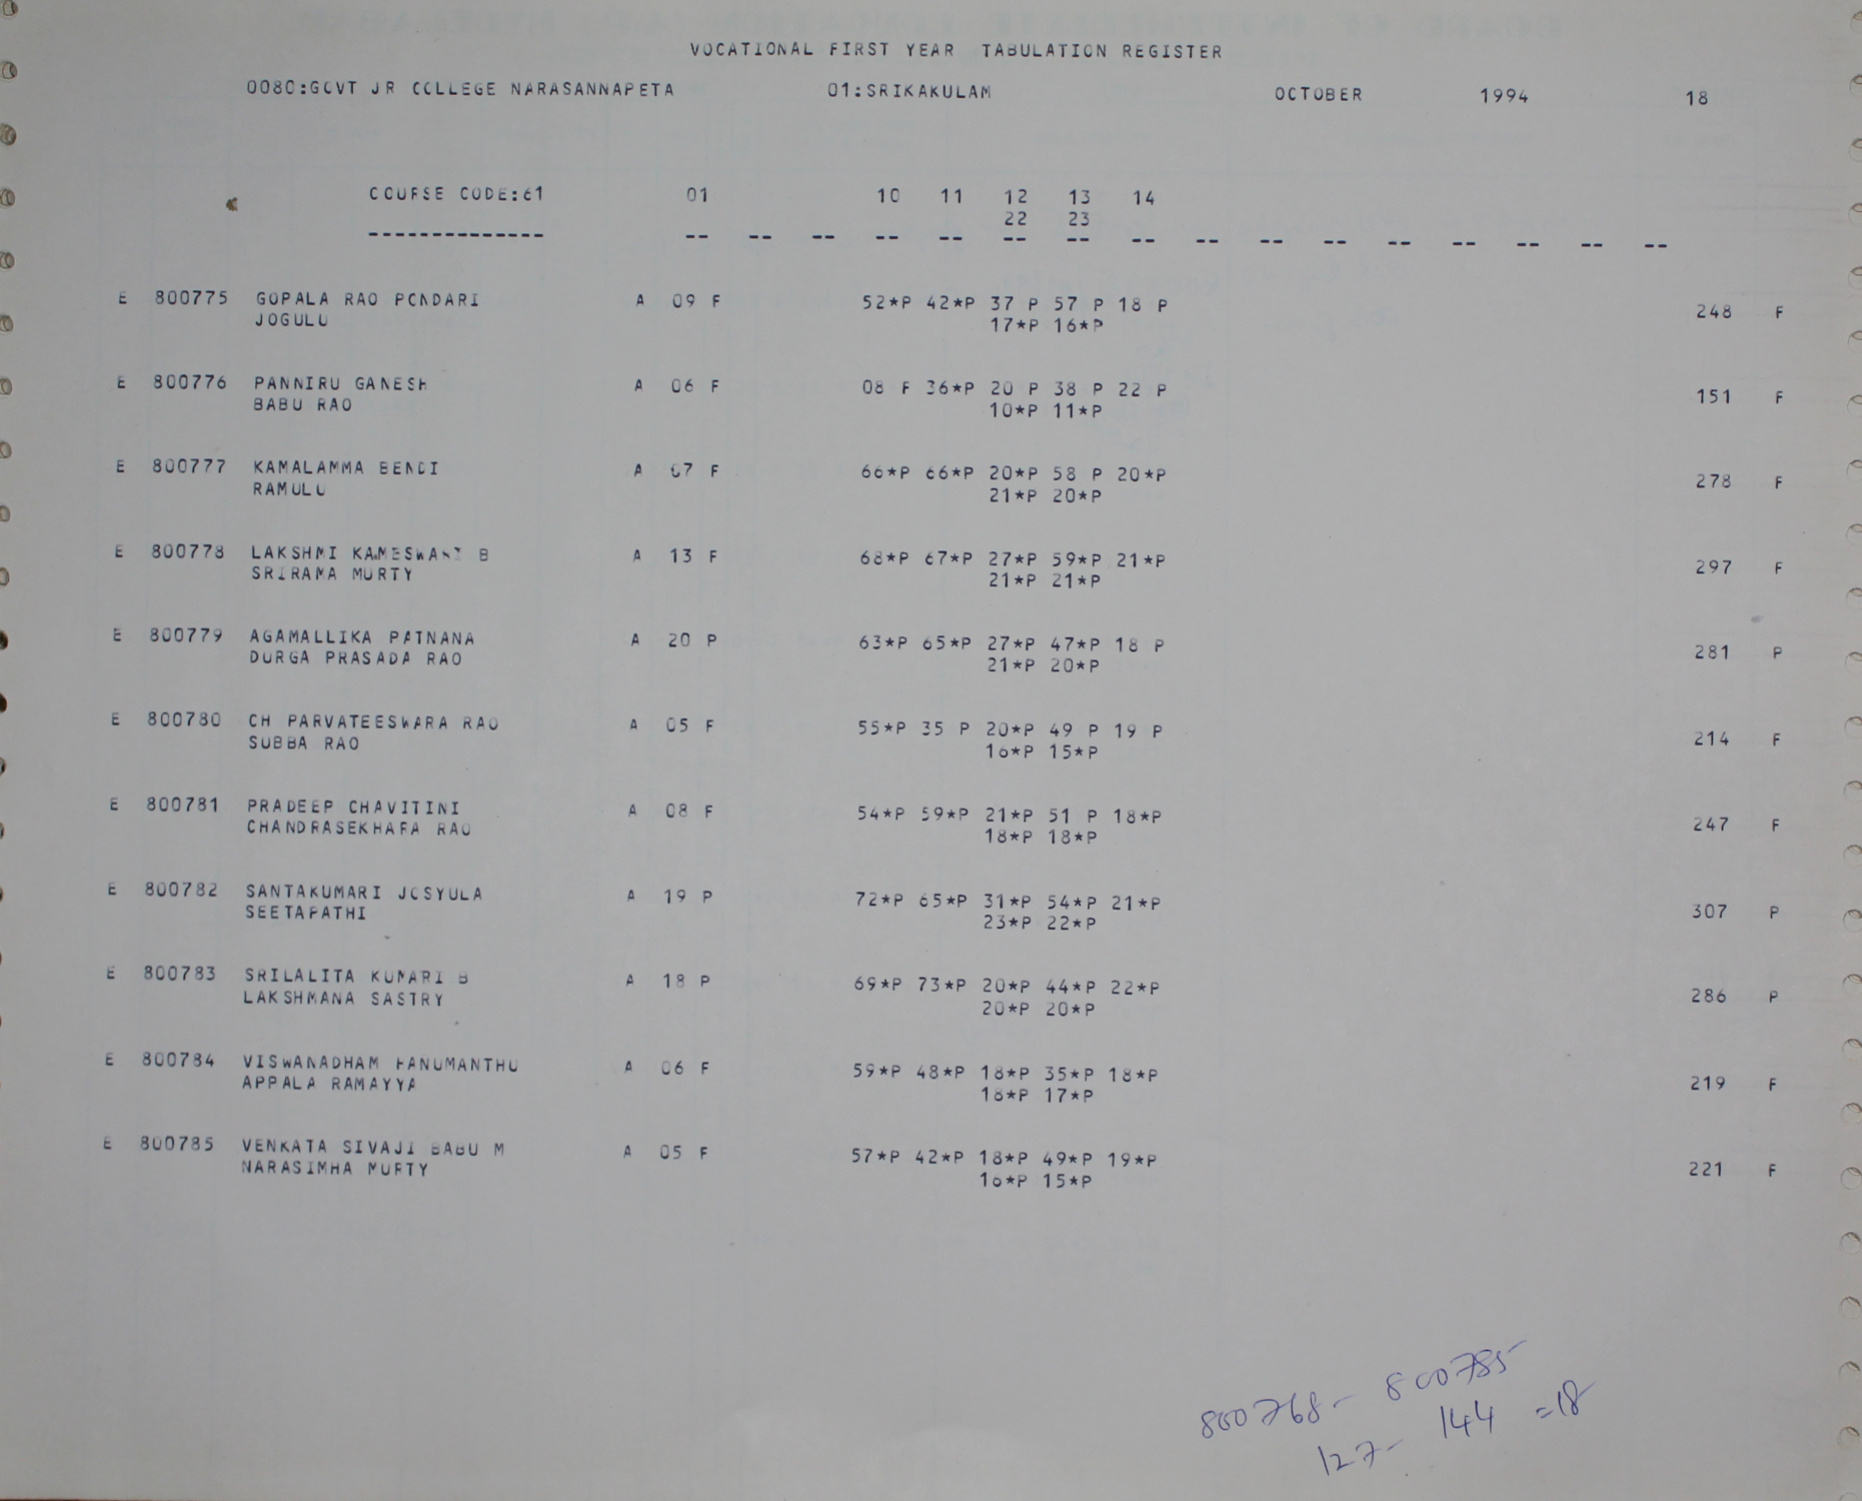 VOCATIONAL FIRST YEAR TABULATION REGISTER
0080:GOVT JR COLLEGE NARASANNAPETA 01:SRIKAKULAM OCTOBER 1994 18
COURSE CODE:61 01 10 11 12 13 14
22 23
-------------- -- -- -- -- -- -- -- -- -- -- -- -- -- -- -- --
E 800775 GOPALA RAO PONDARI A 09 F 52*P 42*P 37 P 57 P 18 P 248 F
JOGULU 17*P 16*P
E 800776 PANNIRU GANESH A 06 F 08 F 36*P 20 P 38 P 22 P 151 F
BABU RAO 10*P 11*P
E 800777 KAMALAMMA BENDI A 07 F 66*P 66*P 20*P 58 P 20*P 278 F
RAMULU 21*P 20*P
E 800778 LAKSHMI KAMESWARI B A 13 F 68*P 67*P 27*P 59*P 21*P 297 F
SRIRAMA MURTY 21*P 21*P
E 800779 AGAMALLIKA PATNANA A 20 P 63*P 65*P 27*P 47*P 18 P 281 P
DURGA PRASADA RAO 21*P 20*P
E 800780 CH PARVATEESWARA RAO A 05 F 55*P 35 P 20*P 49 P 19 P 214 F
SUBBA RAO 16*P 15*P
E 800781 PRADEEP CHAVITINI A 08 F 54*P 59*P 21*P 51 P 18*P 247 F
CHANDRASEKHARA RAO 18*P 18*P
E 800782 SANTAKUMARI JOSYULA A 19 P 72*P 65*P 31*P 54*P 21*P 307 P
SEETAPATHI 23*P 22*P
E 800783 SRILALITA KUMARI B A 18 P 69*P 73*P 20*P 44*P 22*P 286 P
LAKSHMANA SASTRY 20*P 20*P
E 800784 VISWANADHAM HANUMANTHU A 06 F 59*P 48*P 18*P 35*P 18*P 219 F
APPALA RAMAYYA 18*P 17*P
E 800785 VENKATA SIVAJI BABU M A 05 F 57*P 42*P 18*P 49*P 19*P 221 F
NARASIMHA MURTY 16*P 15*P
800768- 800785
127- 144 =18